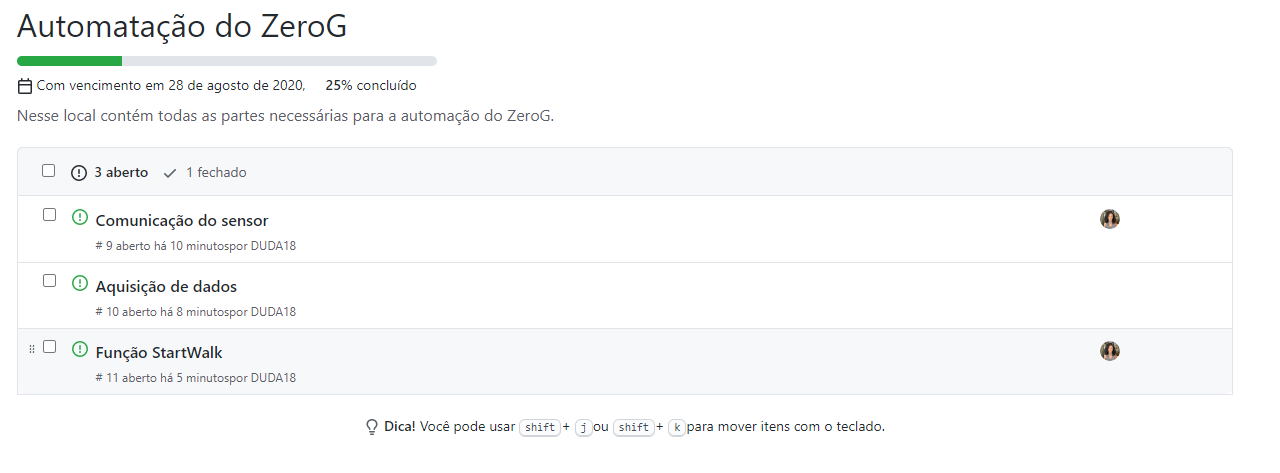 Automatação do ZeroG
Com vencimento em 28 de agosto de 2020, 25% concluído
Nesse local contém todas as partes necessárias para a automação do ZeroG.
3 aberto 1 fechado
Comunicação do sensor
# 9 aberto há 10 minutospor DUDA18
Aquisição de dados
# 10 aberto há 8 minutospor DUDA18
Função StartWalk
# 11 aberto há 5 minutospor DUDA18
Dica! Você pode usar shift+ j ou shift+ k para mover itens com o teclado.